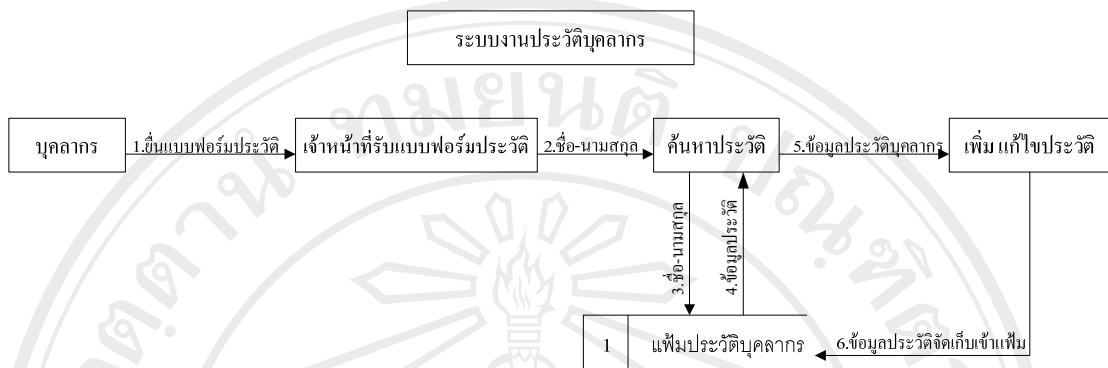 ระบบงานประวัติบุคลากร
บุคลากร
1.ยื่นแบบฟอร์มประวัติ
เจ้าหน้าที่รับแบบฟอร์มประวัติ
2.ชื่อ-นามสกุล
ค้นหาประวัติ
5.ข้อมูลประวัติบุคลากร
เพิ่ม แก้ไขประวัติ
3.ชื่อ-นามสกุล
4.ข้อมูลประวัติ
1
แฟ้มประวัติบุคลากร
6.ข้อมูลประวัติจัดเก็บเข้าแฟ้ม